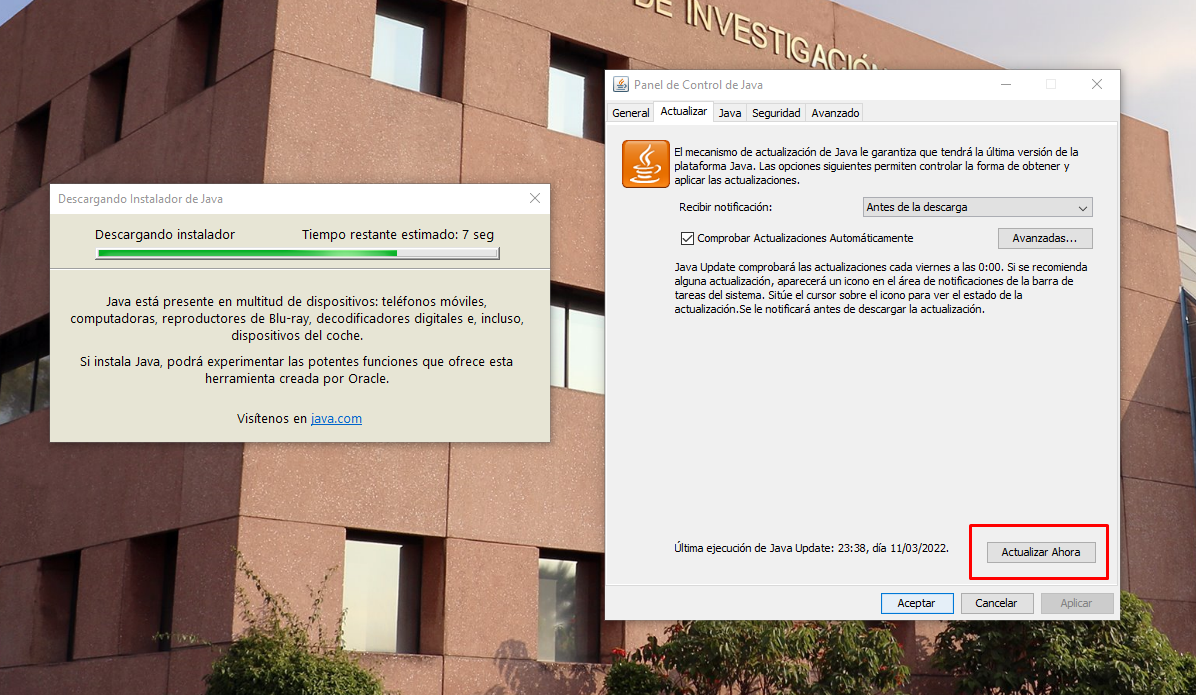 DE INVESTIGACIÓN
Descargando Instalador de Java
Descargando instalador
Tiempo restante estimado: 7 seg
Java está presente en multitud de dispositivos: teléfonos móviles,
computadoras, reproductores de Blu-ray, decodificadores digitales e, incluso,
dispositivos del coche.
Si instala Java, podrá experimentar las potentes funciones que ofrece esta
herramienta creada por Oracle.
Visítenos en java.com
Panel de Control de Java
General Actualizar Java Seguridad Avanzado
El mecanismo de actualización de Java le garantiza que tendrá la última versión de la
plataforma Java. Las opciones siguientes permiten controlar la forma de obtener y
aplicar las actualizaciones.
Recibir notificación:
Antes de la descarga
Comprobar Actualizaciones Automáticamente
Avanzadas...
Java Update comprobará las actualizaciones cada viernes a las 0:00. Si se recomienda
alguna actualización, aparecerá un icono en el área de notificaciones de la barra de
tareas del sistema. Sitúe el cursor sobre el icono para ver el estado de la
actualización.Se le notificará antes de descargar la actualización.
Última ejecución de Java Update: 23:38, día 11/03/2022.
Actualizar Ahora
Aceptar Cancelar Aplicar